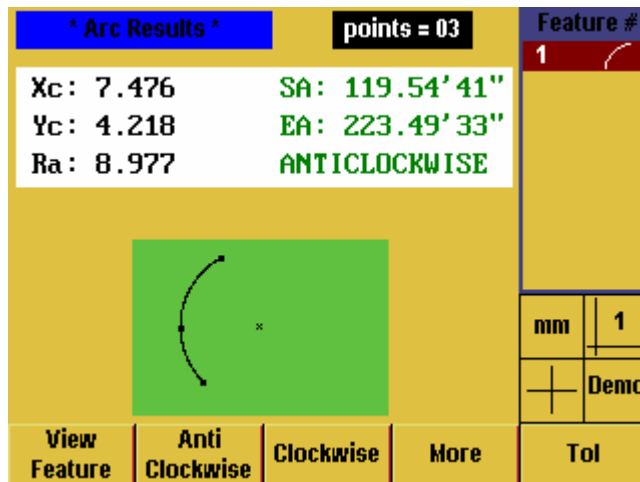 * Arc Results *
points = 03
Feature #
1
Xc: 7.476
SA: 119.54'41"
Yc: 4.218
EA: 223.49'33"
Ra: 8.977
ANTICLOCKWISE
mm
1
Demo
View Feature
Anti Clockwise
Clockwise
More
Tol